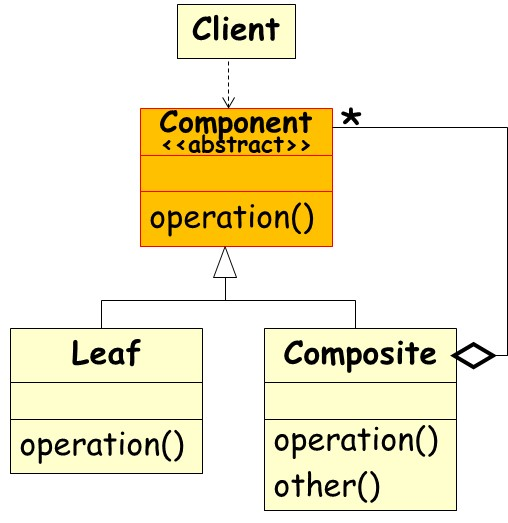 Client
Component
*
<<abstract>>
operation()
Leaf
Composite
operation()
operation()
other()